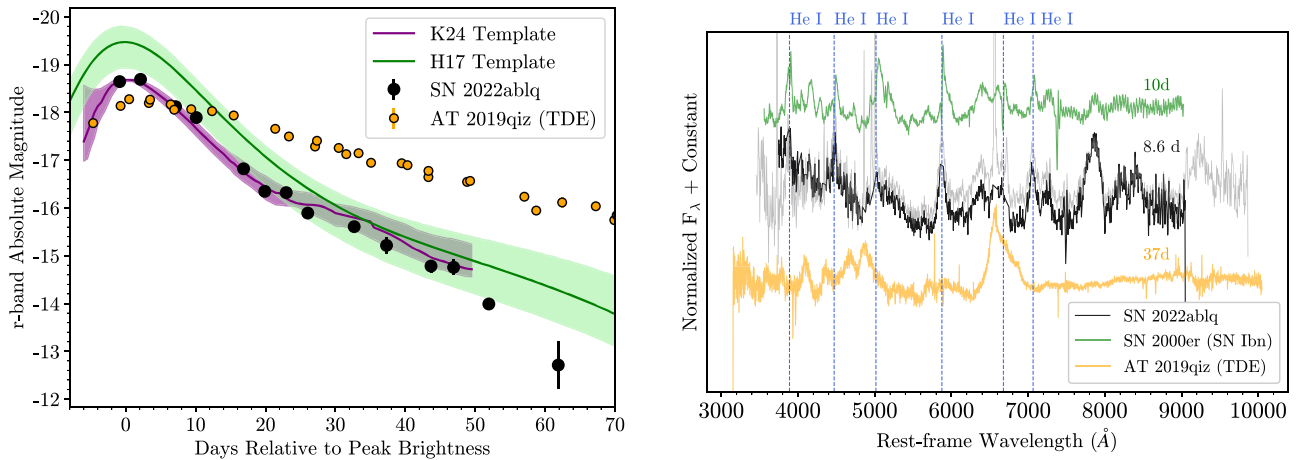 -20
-19
-18
-17
-16
-15
-14
-13
-12
r-band Absolute Magnitude
0
10
20
30
40
50
60
70
Days Relative to Peak Brightness
K24 Template
H17 Template
SN 2022ablq
AT 2019qiz (TDE)
He I He I He I He I He I He I
10d
8.6 d
37d
Normalized Fλ + Constant
SN 2022ablq
SN 2000er (SN Ibn)
AT 2019qiz (TDE)
3000 4000 5000 6000 7000 8000 9000 10000
Rest-frame Wavelength (Å)